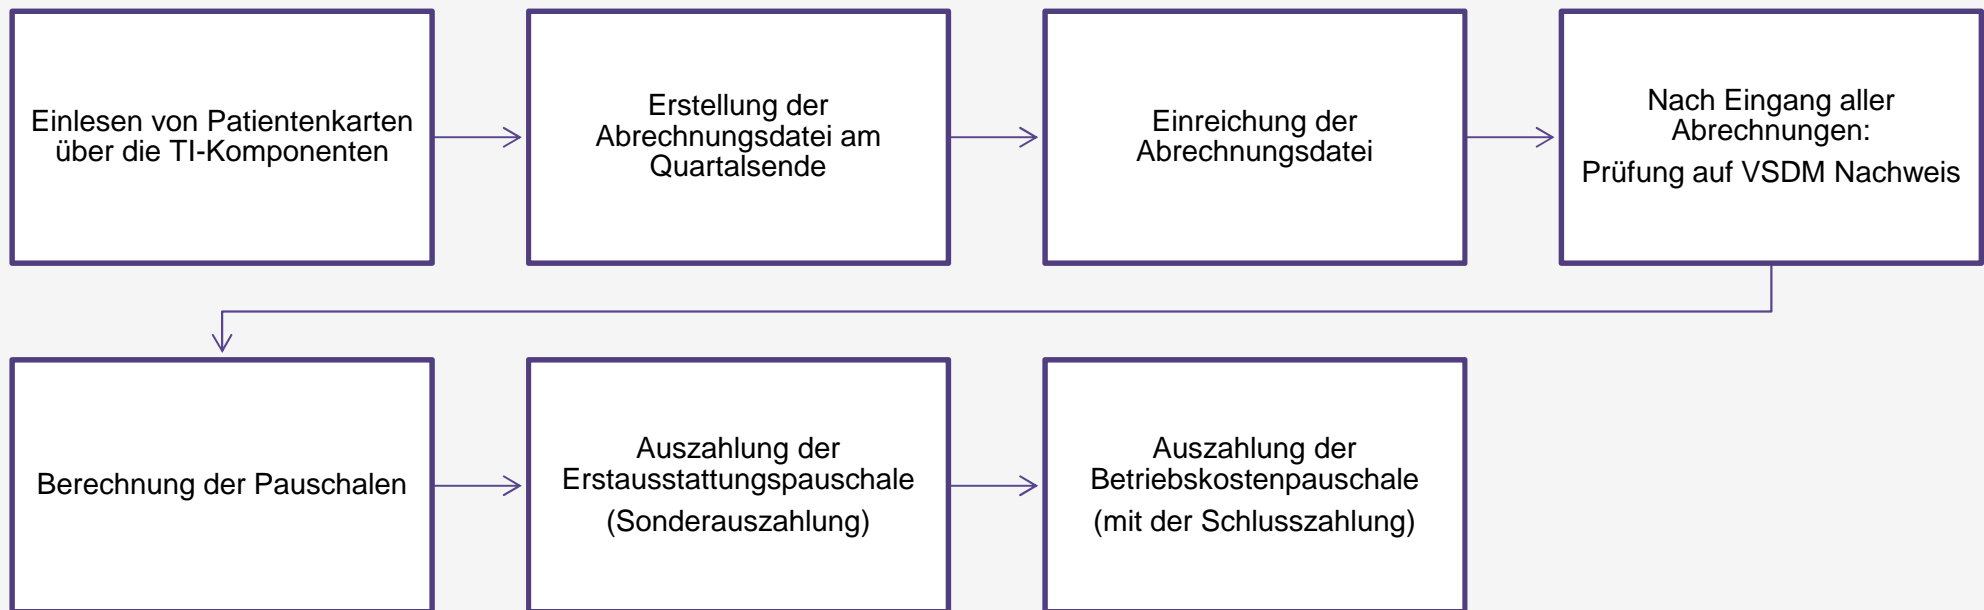 Einlesen von Patientenkarten
über die TI-Komponenten
Erstellung der
Abrechnungsdatei am
Quartalsende
Einreichung der
Abrechnungsdatei
Nach Eingang aller
Abrechnungen:
Prüfung auf VSDM Nachweis
Berechnung der Pauschalen
Auszahlung der
Erstausstattungspauschale
(Sonderauszahlung)
Auszahlung der
Betriebskostenpauschale
(mit der Schlusszahlung)